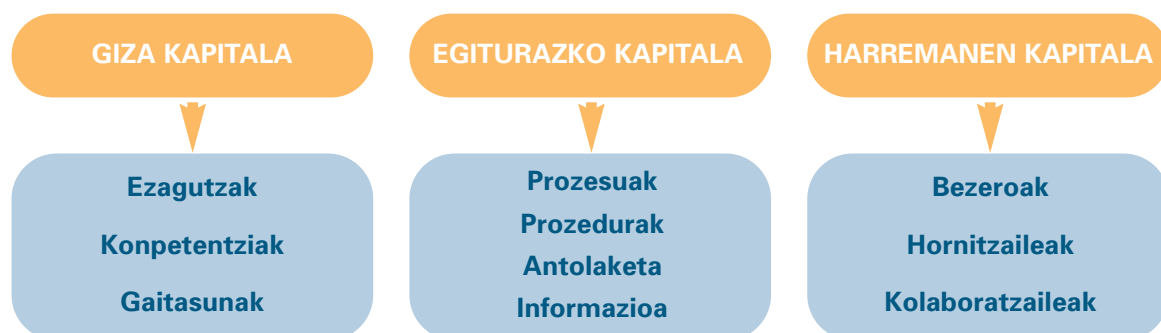 GIZA KAPITALA
Ezagutzak
Konpetentziak
Gaitasunak
EGITURAZKO KAPITALA
Prozesuak
Prozedurak
Antolaketa
Informazioa
HARREMANEN KAPITALA
Bezeroak
Hornitzaileak
Kolaboratzaileak